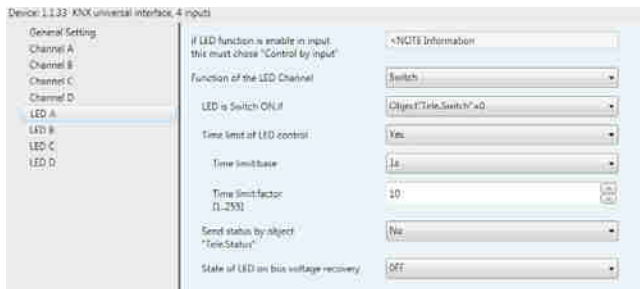 Device: 1.1.33 KNX universal interface, 4 inputs
General Setting
Channel A
Channel B
Channel C
Channel D
LED A
LED B
LED C
LED D
if LED function is enable in input,
this must chose "Control by input"
<NOTE Information
Function of the LED Channel
Switch
LED is Switch ON,if
Object"Tele.Switch"=0
Time limit of LED control
Yes
Time limit:base
1s
Time limit:factor
[1..255]
10
Send status by object
"Tele.Status"
No
State of LED on bus voltage recovery
OFF